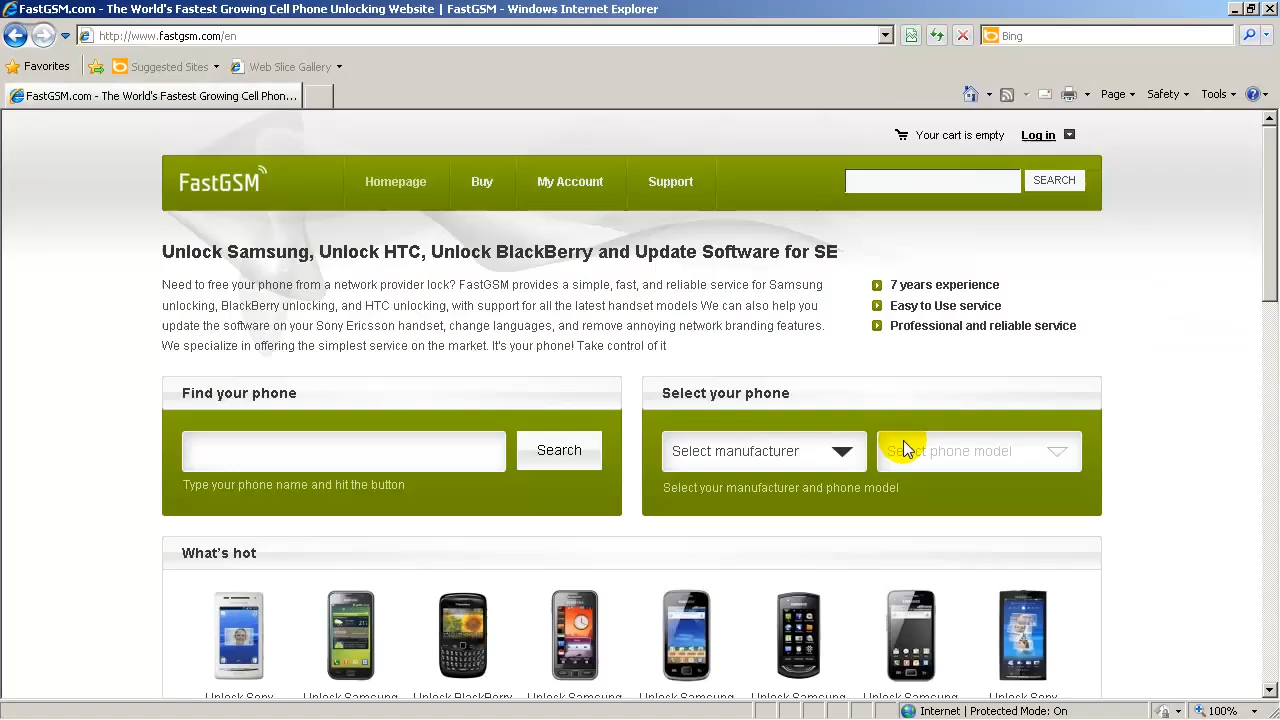 FastGSM.com - The World's Fastest Growing Cell Phone Unlocking Website | FastGSM - Windows Internet Explorer
http://www.fastgsm.com/en
Bing
Favorites Suggested Sites Web Slice Gallery
FastGSM.com - The World's Fastest Growing Cell Phon... Page Safety Tools
Your cart is empty Log in
FastGSM Homepage Buy My Account Support SEARCH
Unlock Samsung, Unlock HTC, Unlock BlackBerry and Update Software for SE
Need to free your phone from a network provider lock? FastGSM provides a simple, fast, and reliable service for Samsung
unlocking, BlackBerry unlocking, and HTC unlocking, with support for all the latest handset models We can also help you
update the software on your Sony Ericsson handset, change languages, and remove annoying network branding features.
We specialize in offering the simplest service on the market. It's your phone! Take control of it
7 years experience
Easy to Use service
Professional and reliable service
Find your phone
Search
Type your phone name and hit the button
Select your phone
Select manufacturer Select phone model
Select your manufacturer and phone model
What's hot
Unlock Sony Unlock Samsung Unlock BlackBerry Unlock Samsung Unlock Samsung Unlock Samsung Unlock Samsung Unlock Sony
Internet | Protected Mode: On 100%